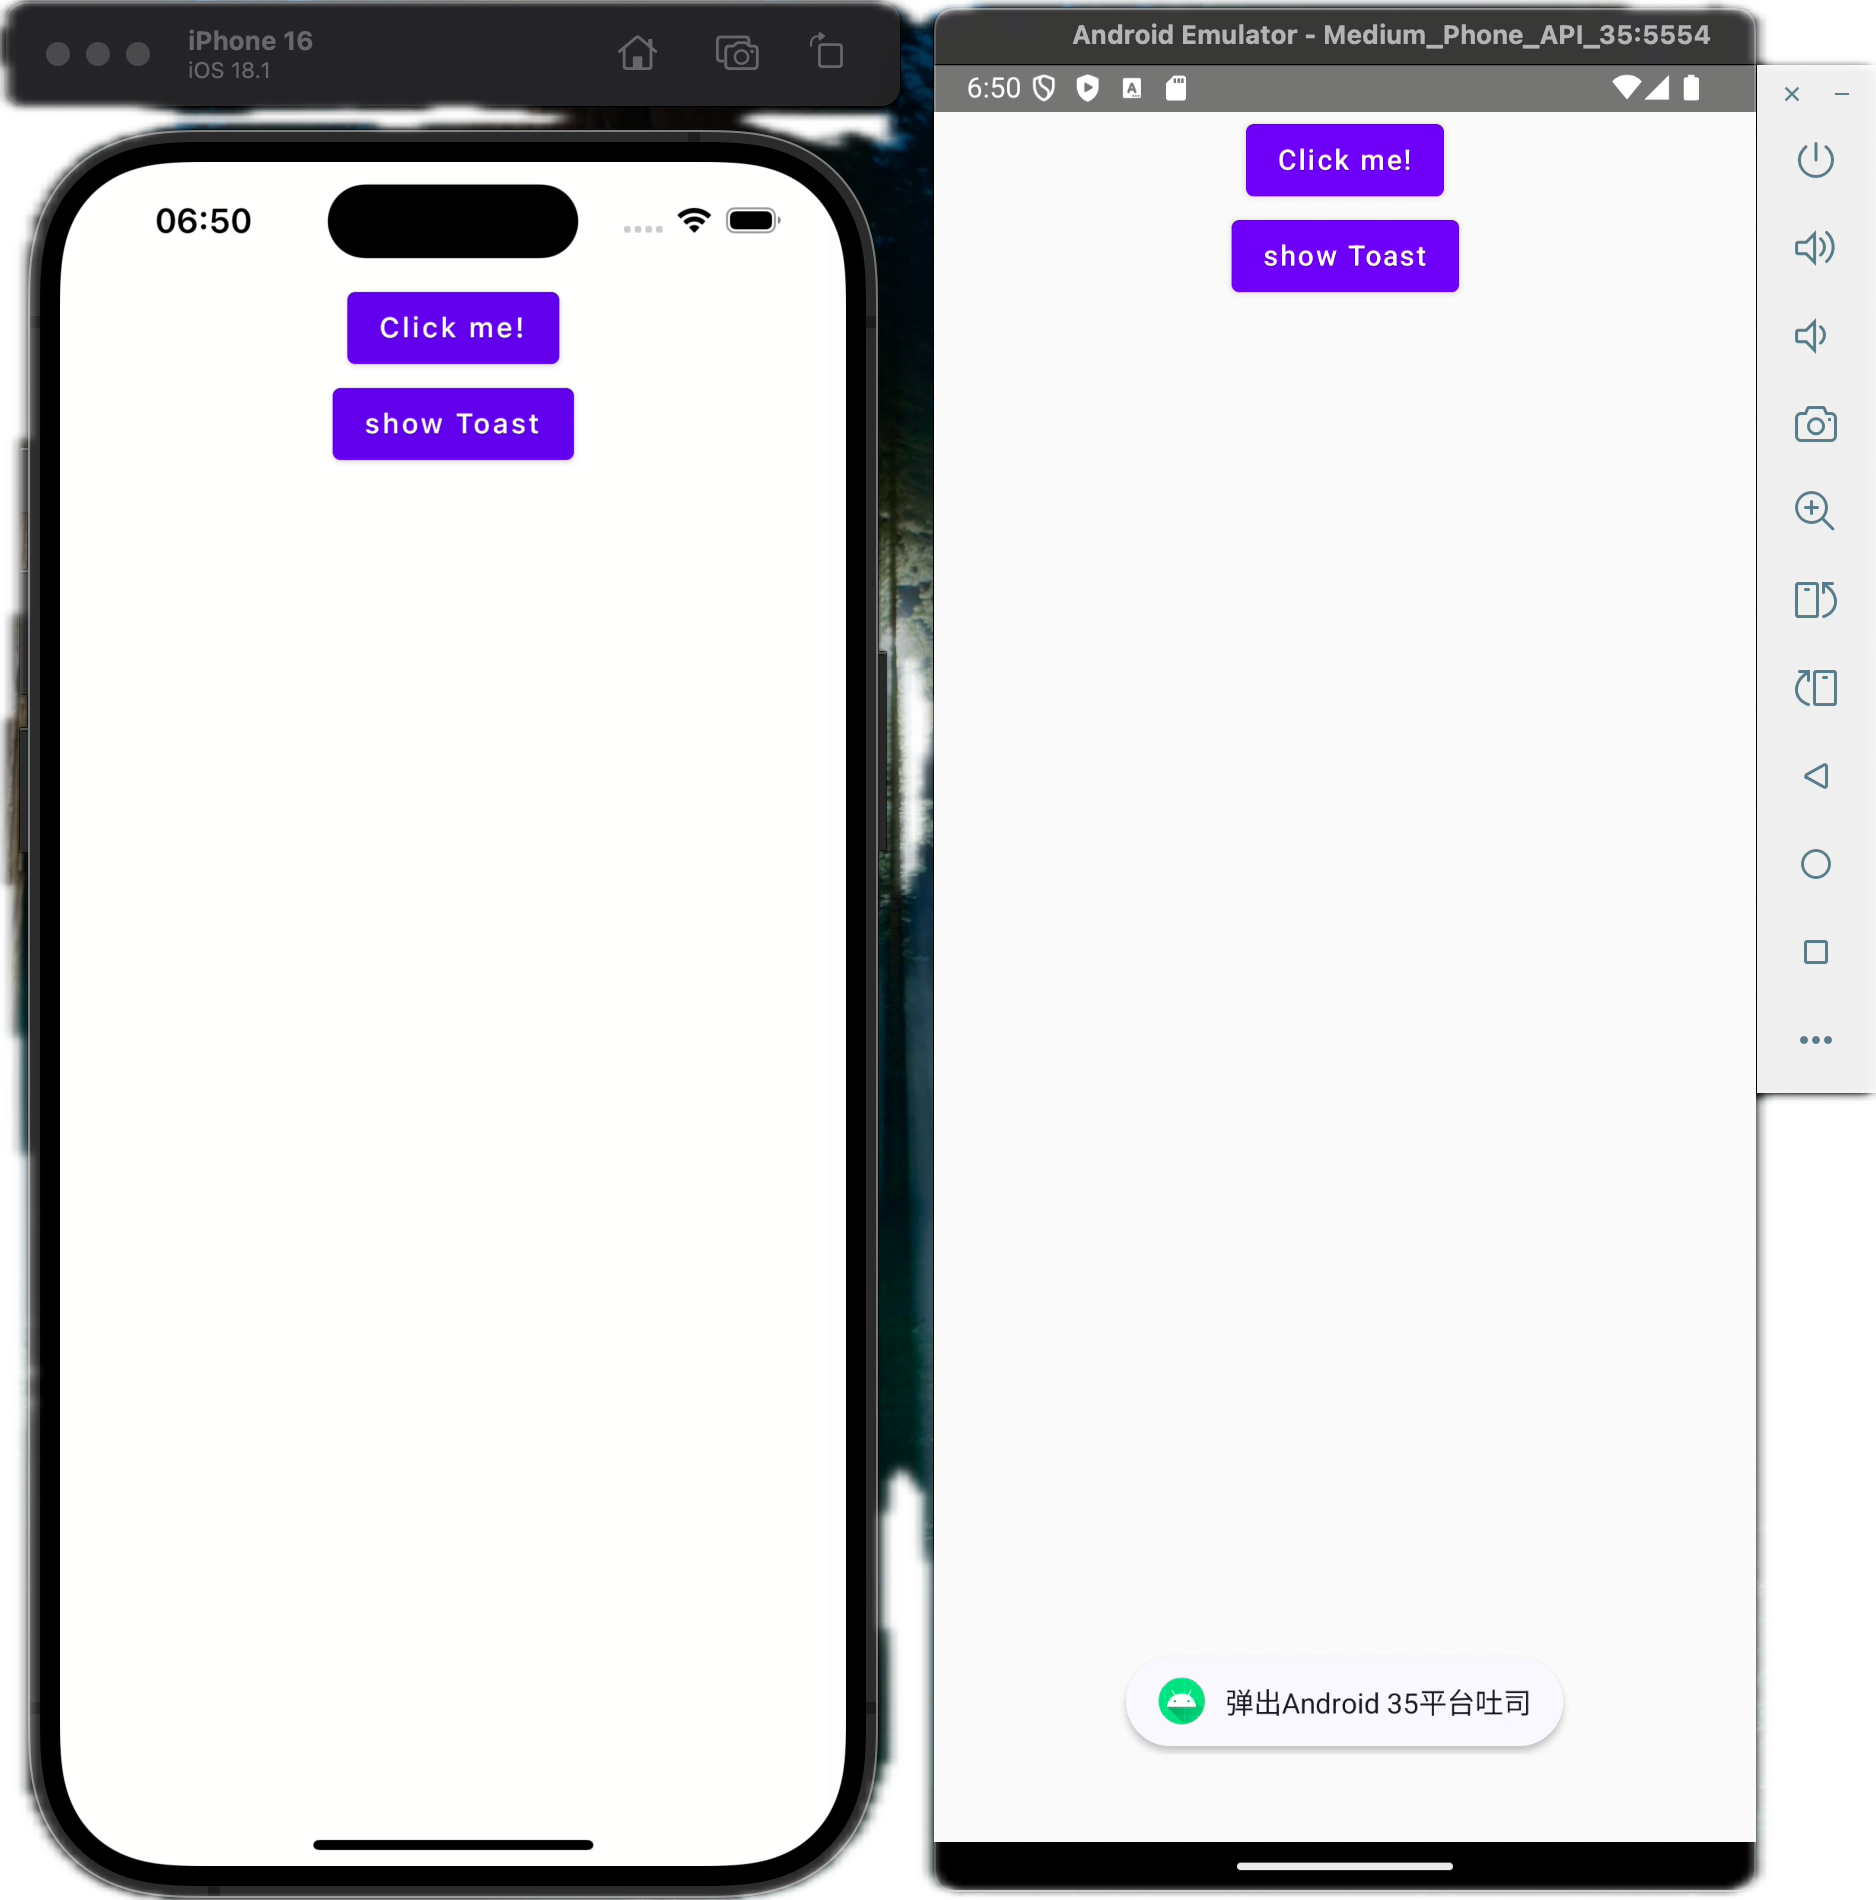 iPhone 16
iOS 18.1
06:50
Click me!
show Toast
Android Emulator - Medium_Phone_API_35:5554
6:50
A
Click me!
show Toast
弹出Android 35平台吐司